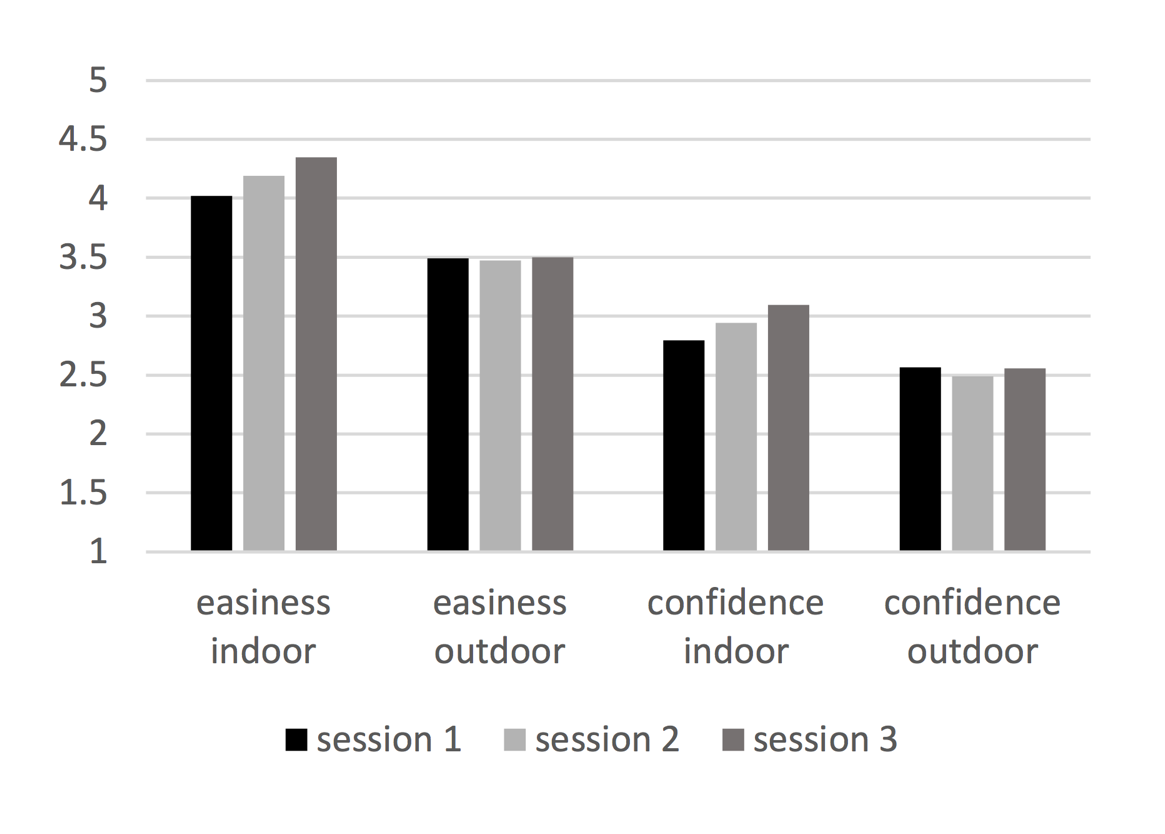 5
4.5
4
3.5
3
2.5
2
1.5
1
easiness indoor
easiness outdoor
confidence indoor
confidence outdoor
session 1
session 2
session 3